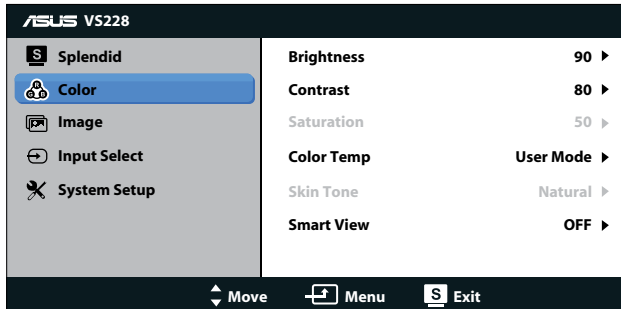 ASUS VS228
S Splendid
Color
Image
Input Select
System Setup
Brightness 90
Contrast 80
Saturation 50
Color Temp User Mode
Skin Tone Natural
Smart View OFF
Move Menu S Exit